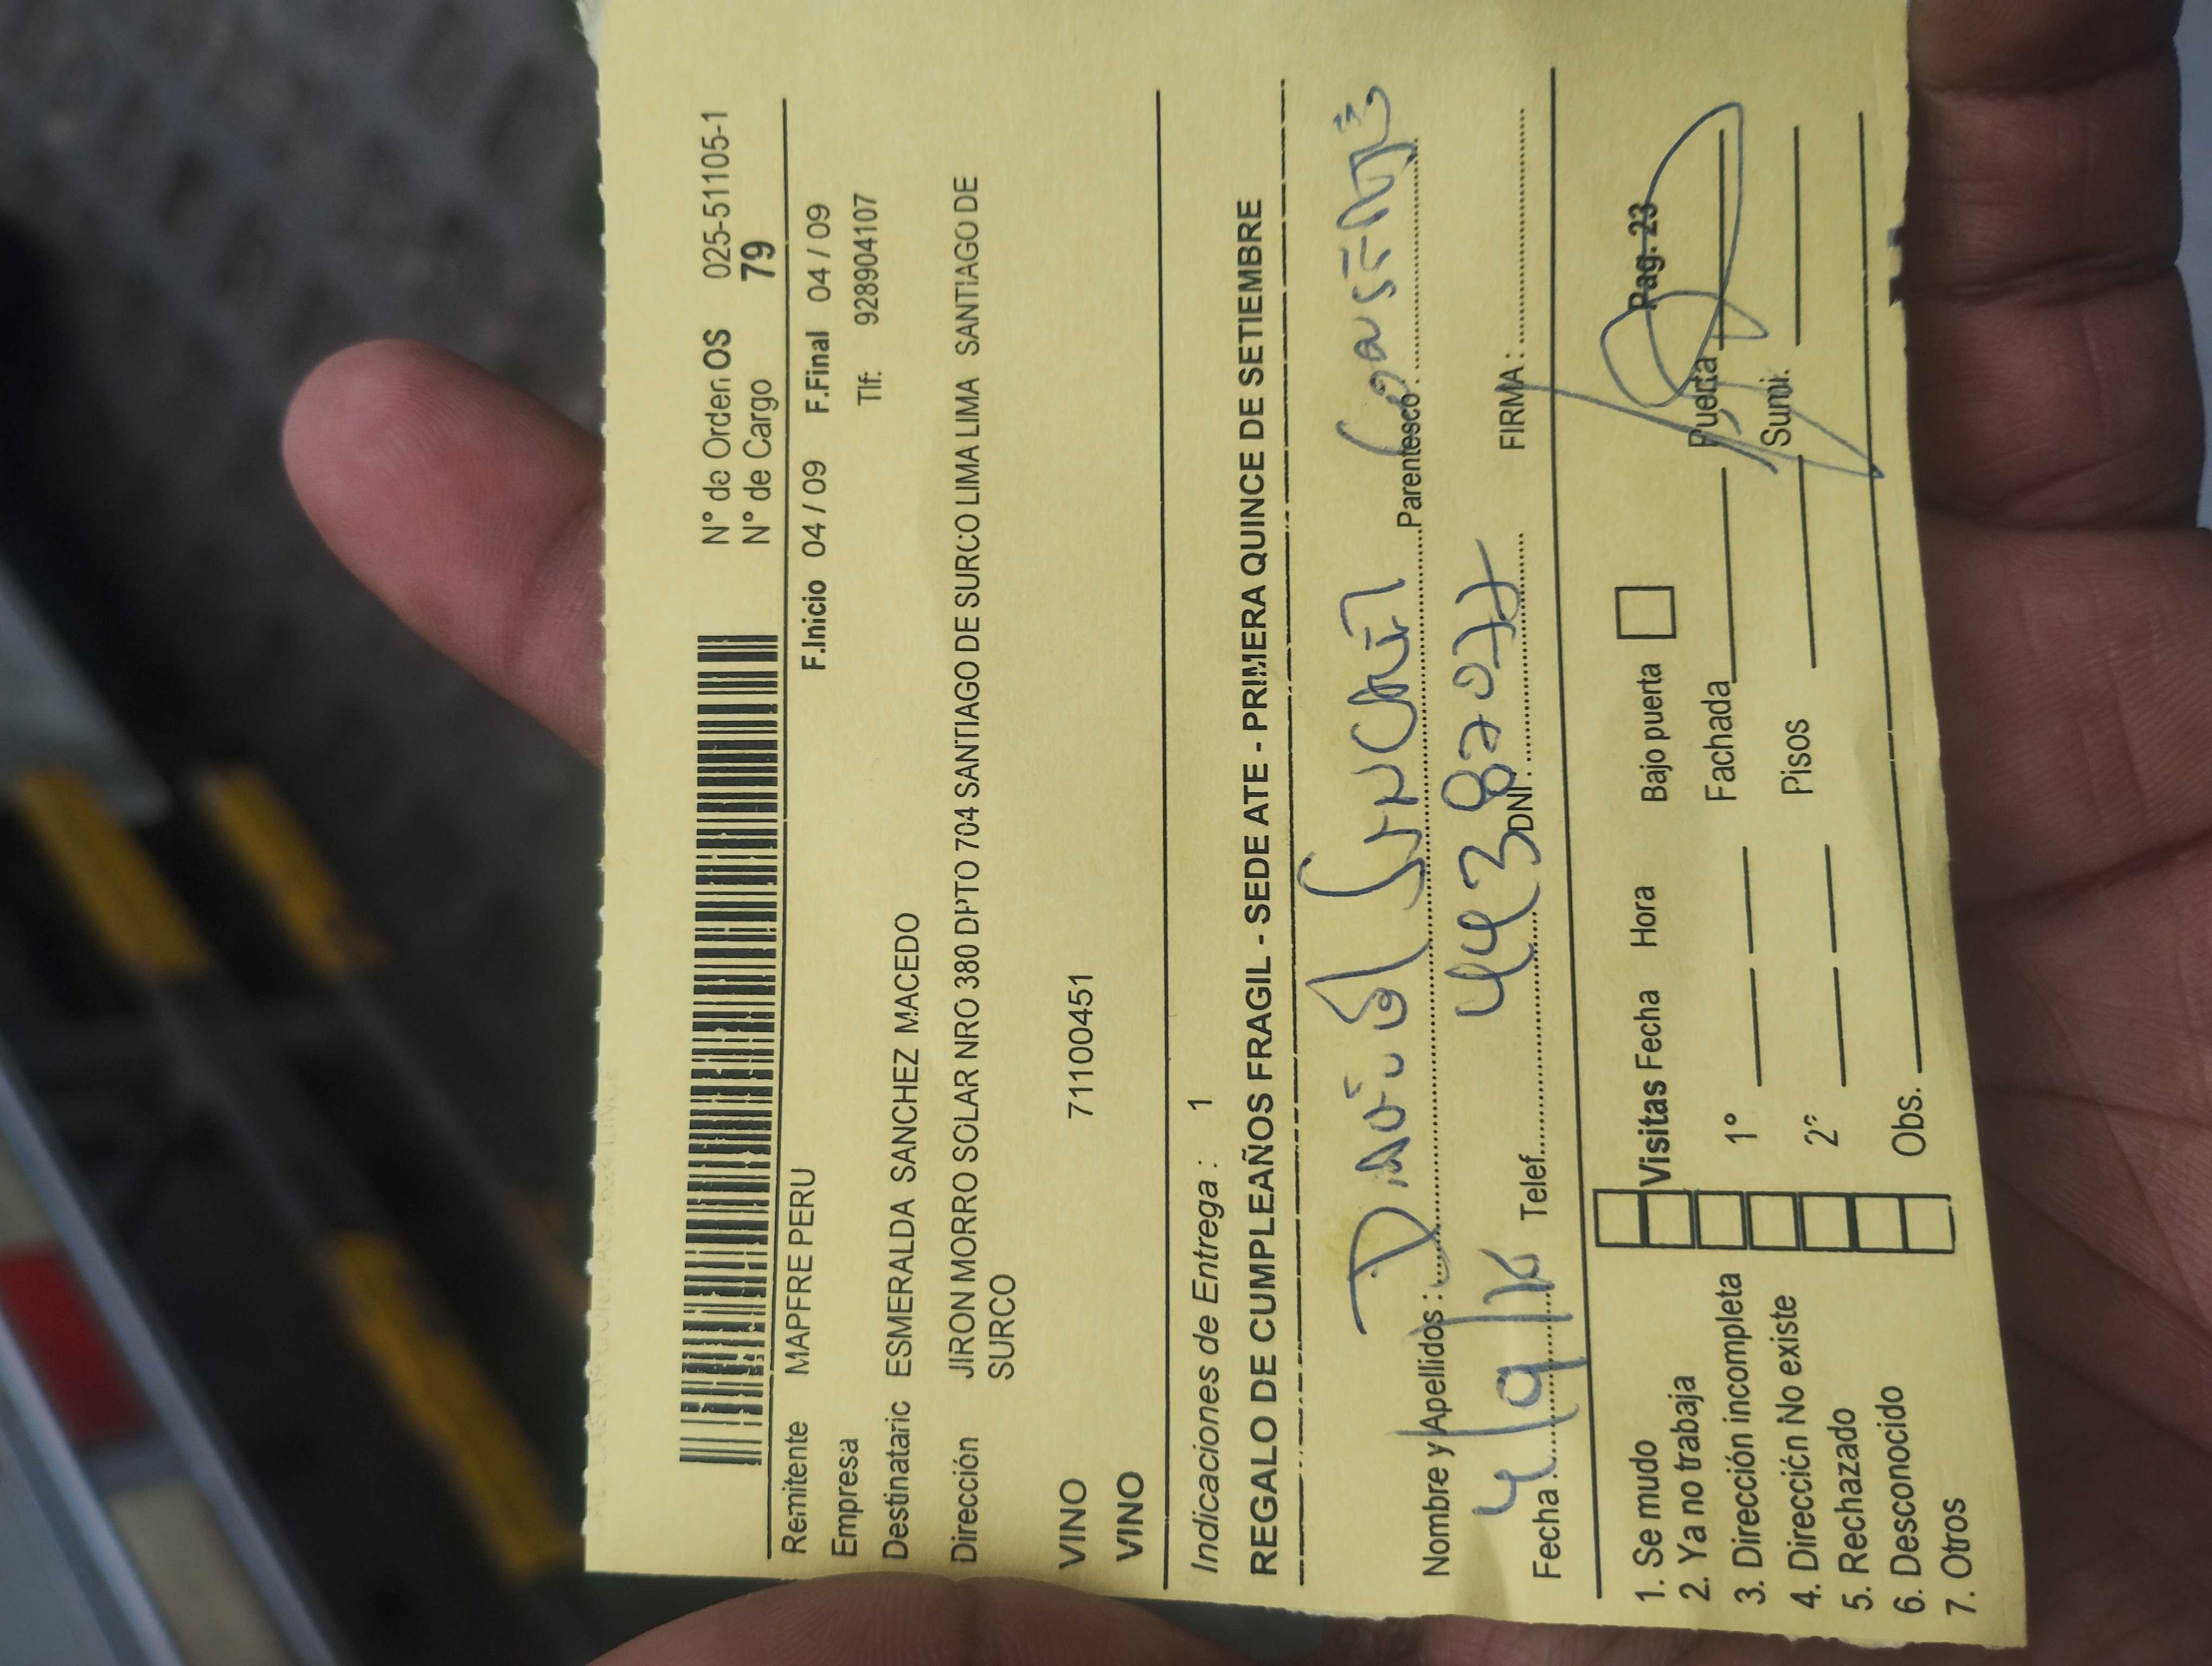 N° de Orden OS 025-51105-1
N° de Cargo 79
F.Inicio 04 / 09 F.Final 04 / 09
Remitente MAPFRE PERU
Empresa Tlf: 928904107
Destinataric ESMERALDA SANCHEZ MACEDO
Dirección JIRON MORRO SOLAR NRO 380 DPTO 704 SANTIAGO DE SURCO LIMA LIMA SANTIAGO DE
SURCO
VINO 71100451
VINO
Indicaciones de Entrega : 1
REGALO DE CUMPLEAÑOS FRAGIL - SEDE ATE - PRIMERA QUINCE DE SETIEMBRE
Nombre y Apellidos : Daniel Parentesco :
Fecha : 4/9/ Telef. DNI : 44387077 FIRMA :
Pag. 23
1. Se mudo
2. Ya no trabaja
3. Dirección incompleta
4. Dirección No existe
5. Rechazado
6. Desconocido
7. Otros
Visitas Fecha Hora Bajo puerta
1° Fachada Puerta
2° Pisos Sumi.
Obs.